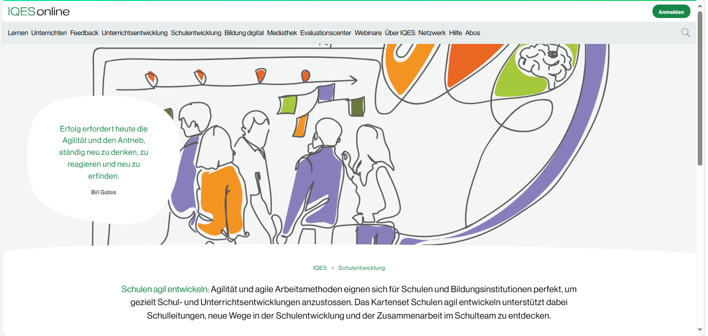 IQESonline
Anmelden
Lernen Unterrichten Feedback Unterrichtsentwicklung Schulentwicklung Bildung digital Mediathek Evaluationscenter Webinare Über IQES Netzwerk Hilfe Abos
Erfolg erfordert heute die
Agilität und den Antrieb,
ständig neu zu denken, zu
reagieren und neu zu
erfinden.
Bill Gates
IQES › Schulentwicklung
Schulen agil entwickeln: Agilität und agile Arbeitsmethoden eignen sich für Schulen und Bildungsinstitutionen perfekt, um
gezielt Schul- und Unterrichtsentwicklungen anzustossen. Das Kartenset Schulen agil entwickeln unterstützt dabei
Schulleitungen, neue Wege in der Schulentwicklung und der Zusammenarbeit im Schulteam zu entdecken.